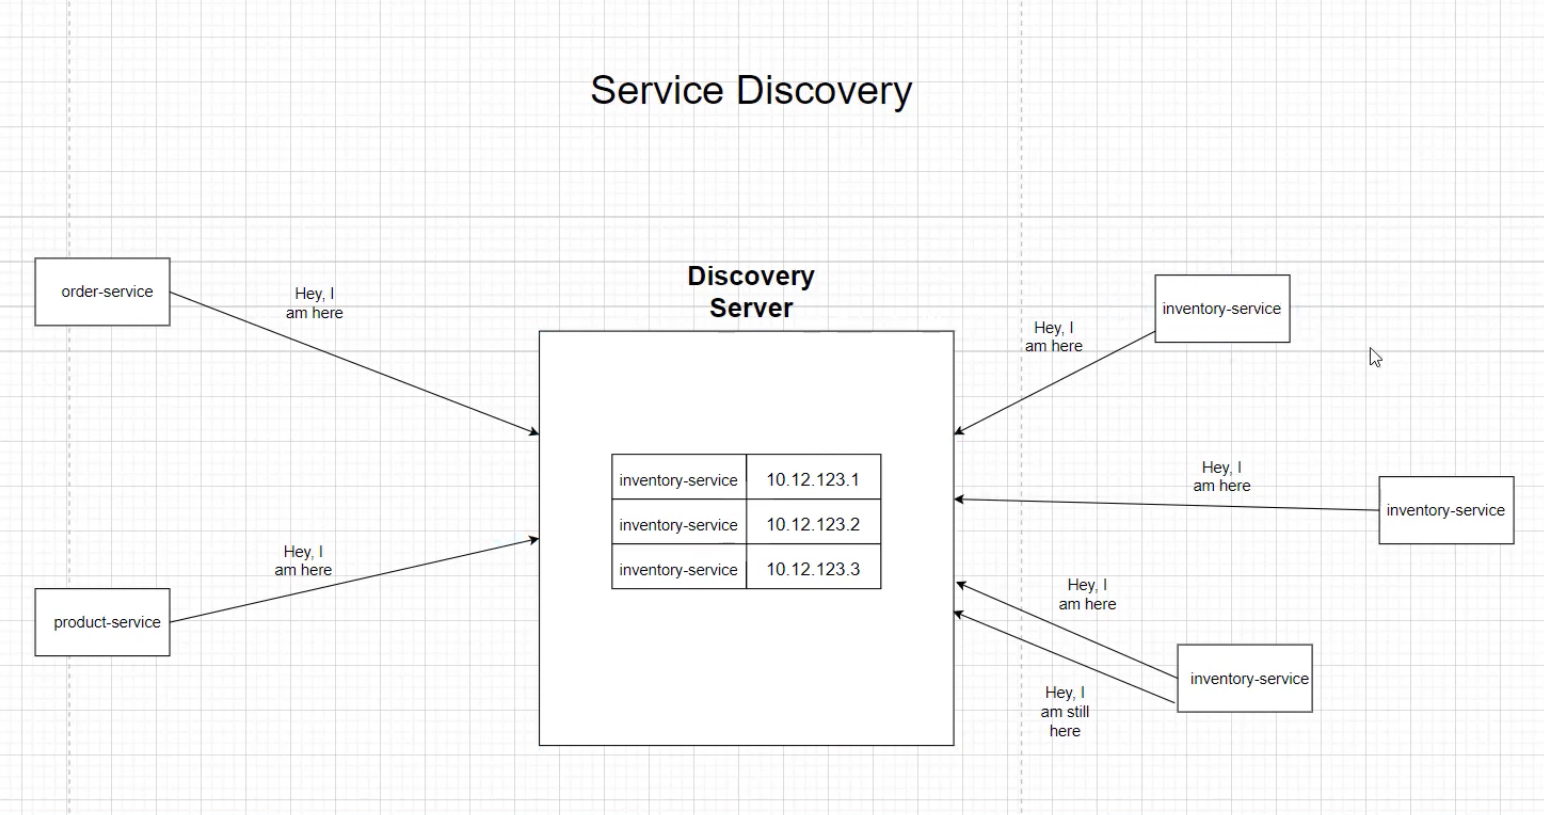 Service Discovery
Discovery
Server
order-service
Hey, I
am here
product-service
Hey, I
am here
inventory-service 10.12.123.1
inventory-service 10.12.123.2
inventory-service 10.12.123.3
Hey, I
am here
inventory-service
Hey, I
am here
inventory-service
Hey, I
am here
inventory-service
Hey, I
am still
here